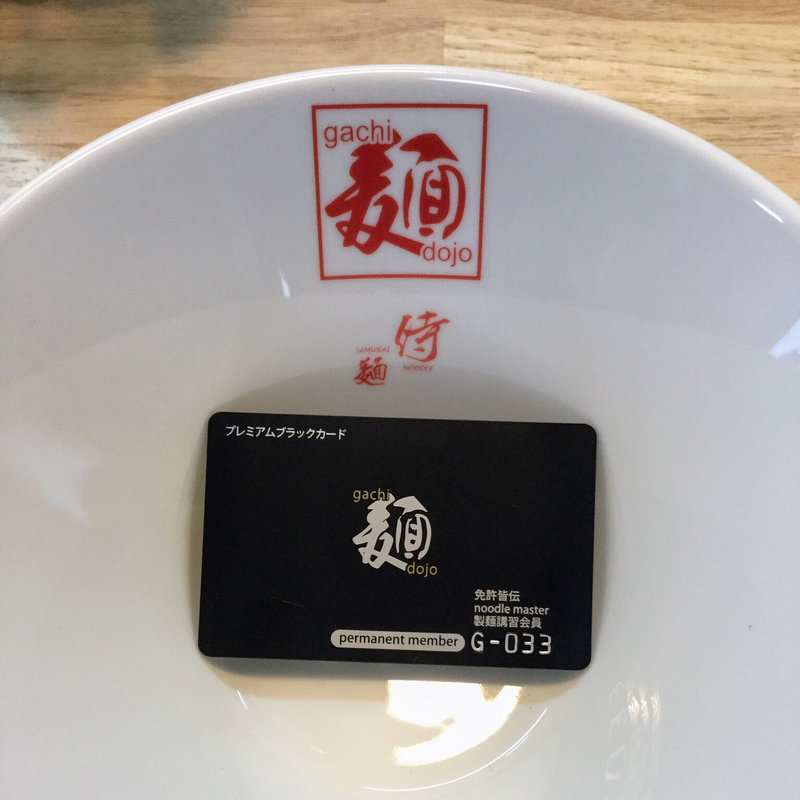 gachi
麺
dojo
侍
SAMURAI
NOODLE
麺
プレミアムブラックカード
gachi
麺
dojo
免許皆伝
noodle master
製麺講習会員
permanent member
G-033